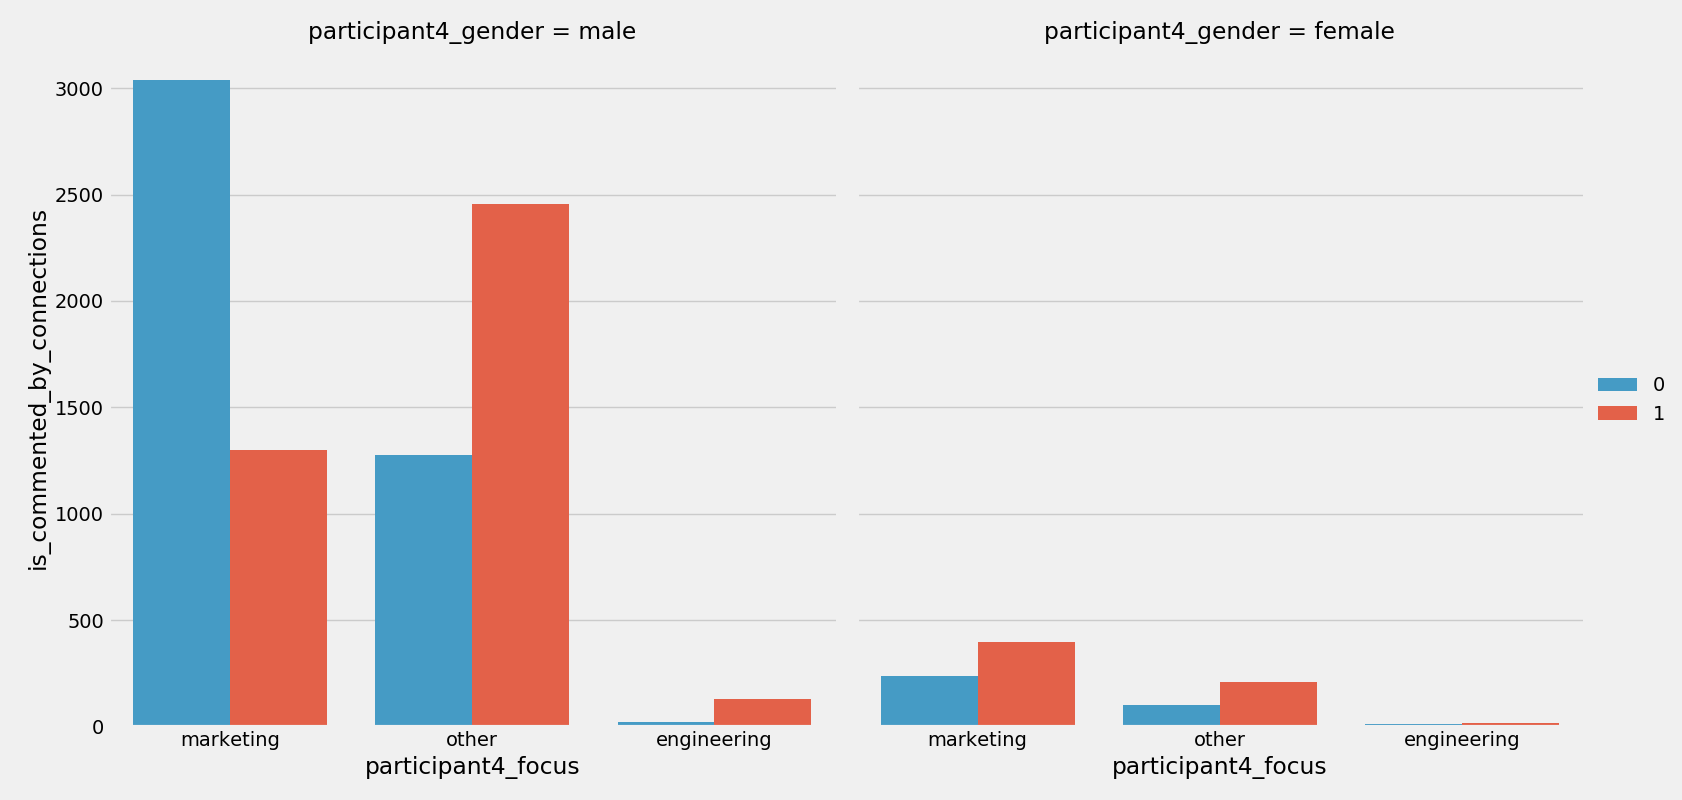 participant4_gender = male
participant4_gender = female
is_commented_by_connections
3000
2500
2000
1500
1000
500
0
marketing other engineering
participant4_focus
marketing other engineering
participant4_focus
0
1